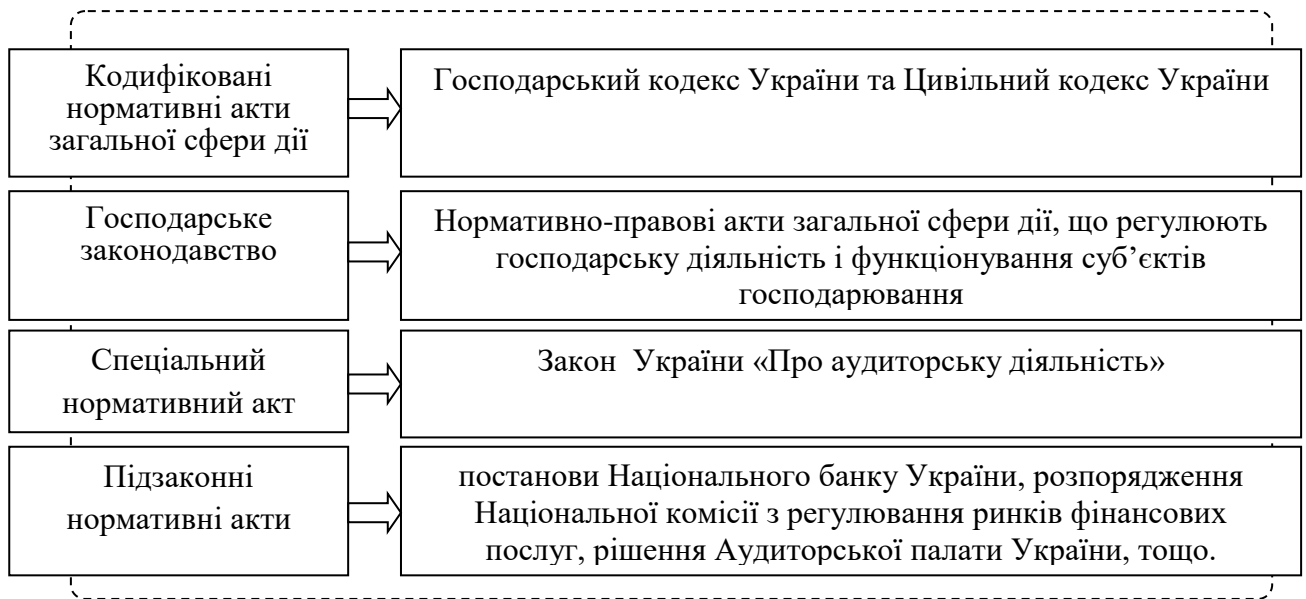 Кодифіковані
нормативні акти
загальної сфери дії
Господарський кодекс України та Цивільний кодекс України
Господарське
законодавство
Нормативно-правові акти загальної сфери дії, що регулюють
господарську діяльність і функціонування суб’єктів
господарювання
Спеціальний
нормативний акт
Закон України «Про аудиторську діяльність»
Підзаконні
нормативні акти
постанови Національного банку України, розпорядження
Національної комісії з регулювання ринків фінансових
послуг, рішення Аудиторської палати України, тощо.